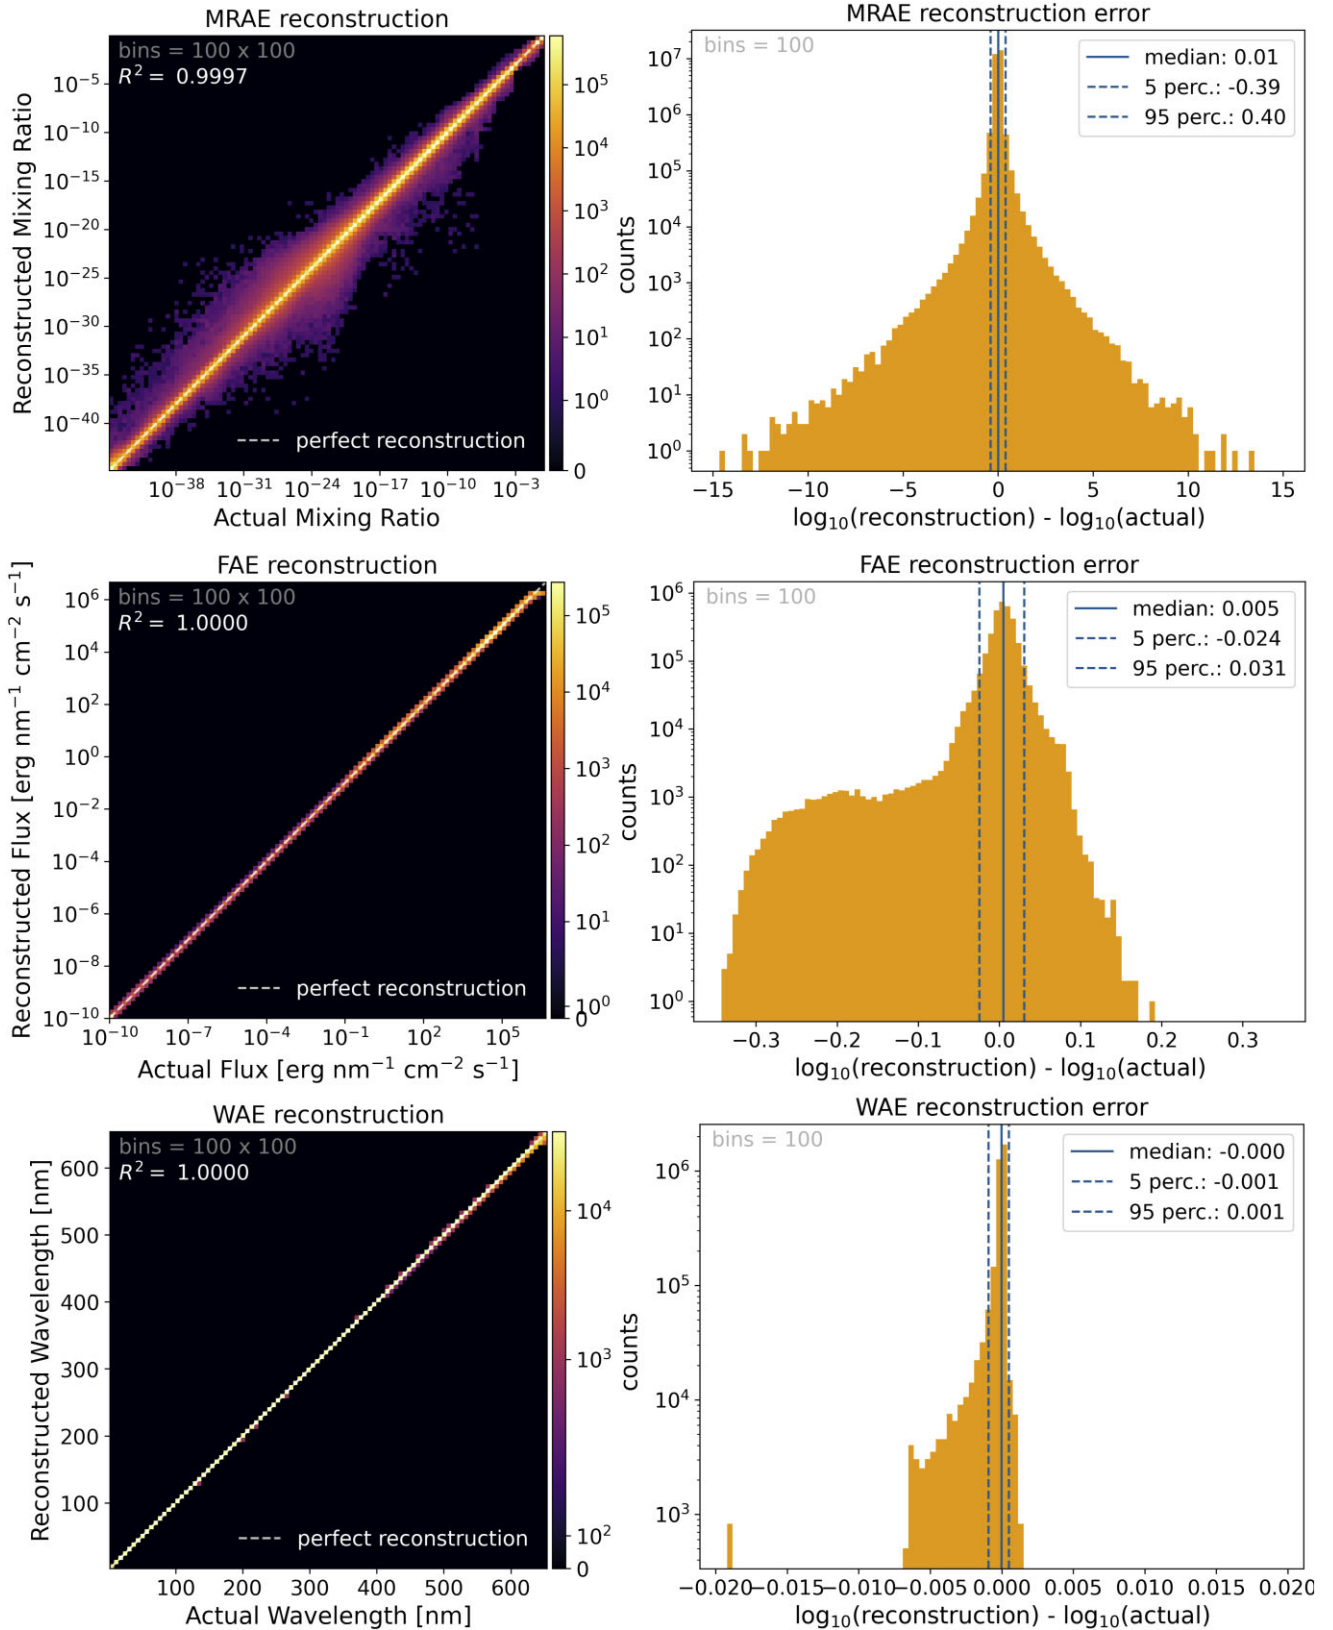 MRAE reconstruction
bins = 100 x 100
R² = 0.9997
Reconstructed Mixing Ratio
10⁻⁵
10⁻¹⁰
10⁻¹⁵
10⁻²⁰
10⁻²⁵
10⁻³⁰
10⁻³⁵
10⁻⁴⁰
perfect reconstruction
10⁻³⁸ 10⁻³¹ 10⁻²⁴ 10⁻¹⁷ 10⁻¹⁰ 10⁻³
Actual Mixing Ratio
10⁵
10⁴
10³
10²
10¹
10⁰
0
MRAE reconstruction error
bins = 100
median: 0.01
5 perc.: -0.39
95 perc.: 0.40
counts
10⁷
10⁶
10⁵
10⁴
10³
10²
10¹
10⁰
−15 −10 −5 0 5 10 15
log₁₀(reconstruction) - log₁₀(actual)
FAE reconstruction
bins = 100 x 100
R² = 1.0000
Reconstructed Flux [erg nm⁻¹ cm⁻² s⁻¹]
10⁶
10⁴
10²
10⁰
10⁻²
10⁻⁴
10⁻⁶
10⁻⁸
10⁻¹⁰
perfect reconstruction
10⁻¹⁰ 10⁻⁷ 10⁻⁴ 10⁻¹ 10² 10⁵
Actual Flux [erg nm⁻¹ cm⁻² s⁻¹]
10⁵
10⁴
10³
10²
10¹
10⁰
0
FAE reconstruction error
bins = 100
median: 0.005
5 perc.: -0.024
95 perc.: 0.031
counts
10⁶
10⁵
10⁴
10³
10²
10¹
10⁰
−0.3 −0.2 −0.1 0.0 0.1 0.2 0.3
log₁₀(reconstruction) - log₁₀(actual)
WAE reconstruction
bins = 100 x 100
R² = 1.0000
Reconstructed Wavelength [nm]
600
500
400
300
200
100
perfect reconstruction
100 200 300 400 500 600
Actual Wavelength [nm]
10⁴
10³
10²
0
WAE reconstruction error
bins = 100
median: -0.000
5 perc.: -0.001
95 perc.: 0.001
counts
10⁶
10⁵
10⁴
10³
−0.020 −0.015 −0.010 −0.005 0.000 0.005 0.010 0.015 0.020
log₁₀(reconstruction) - log₁₀(actual)